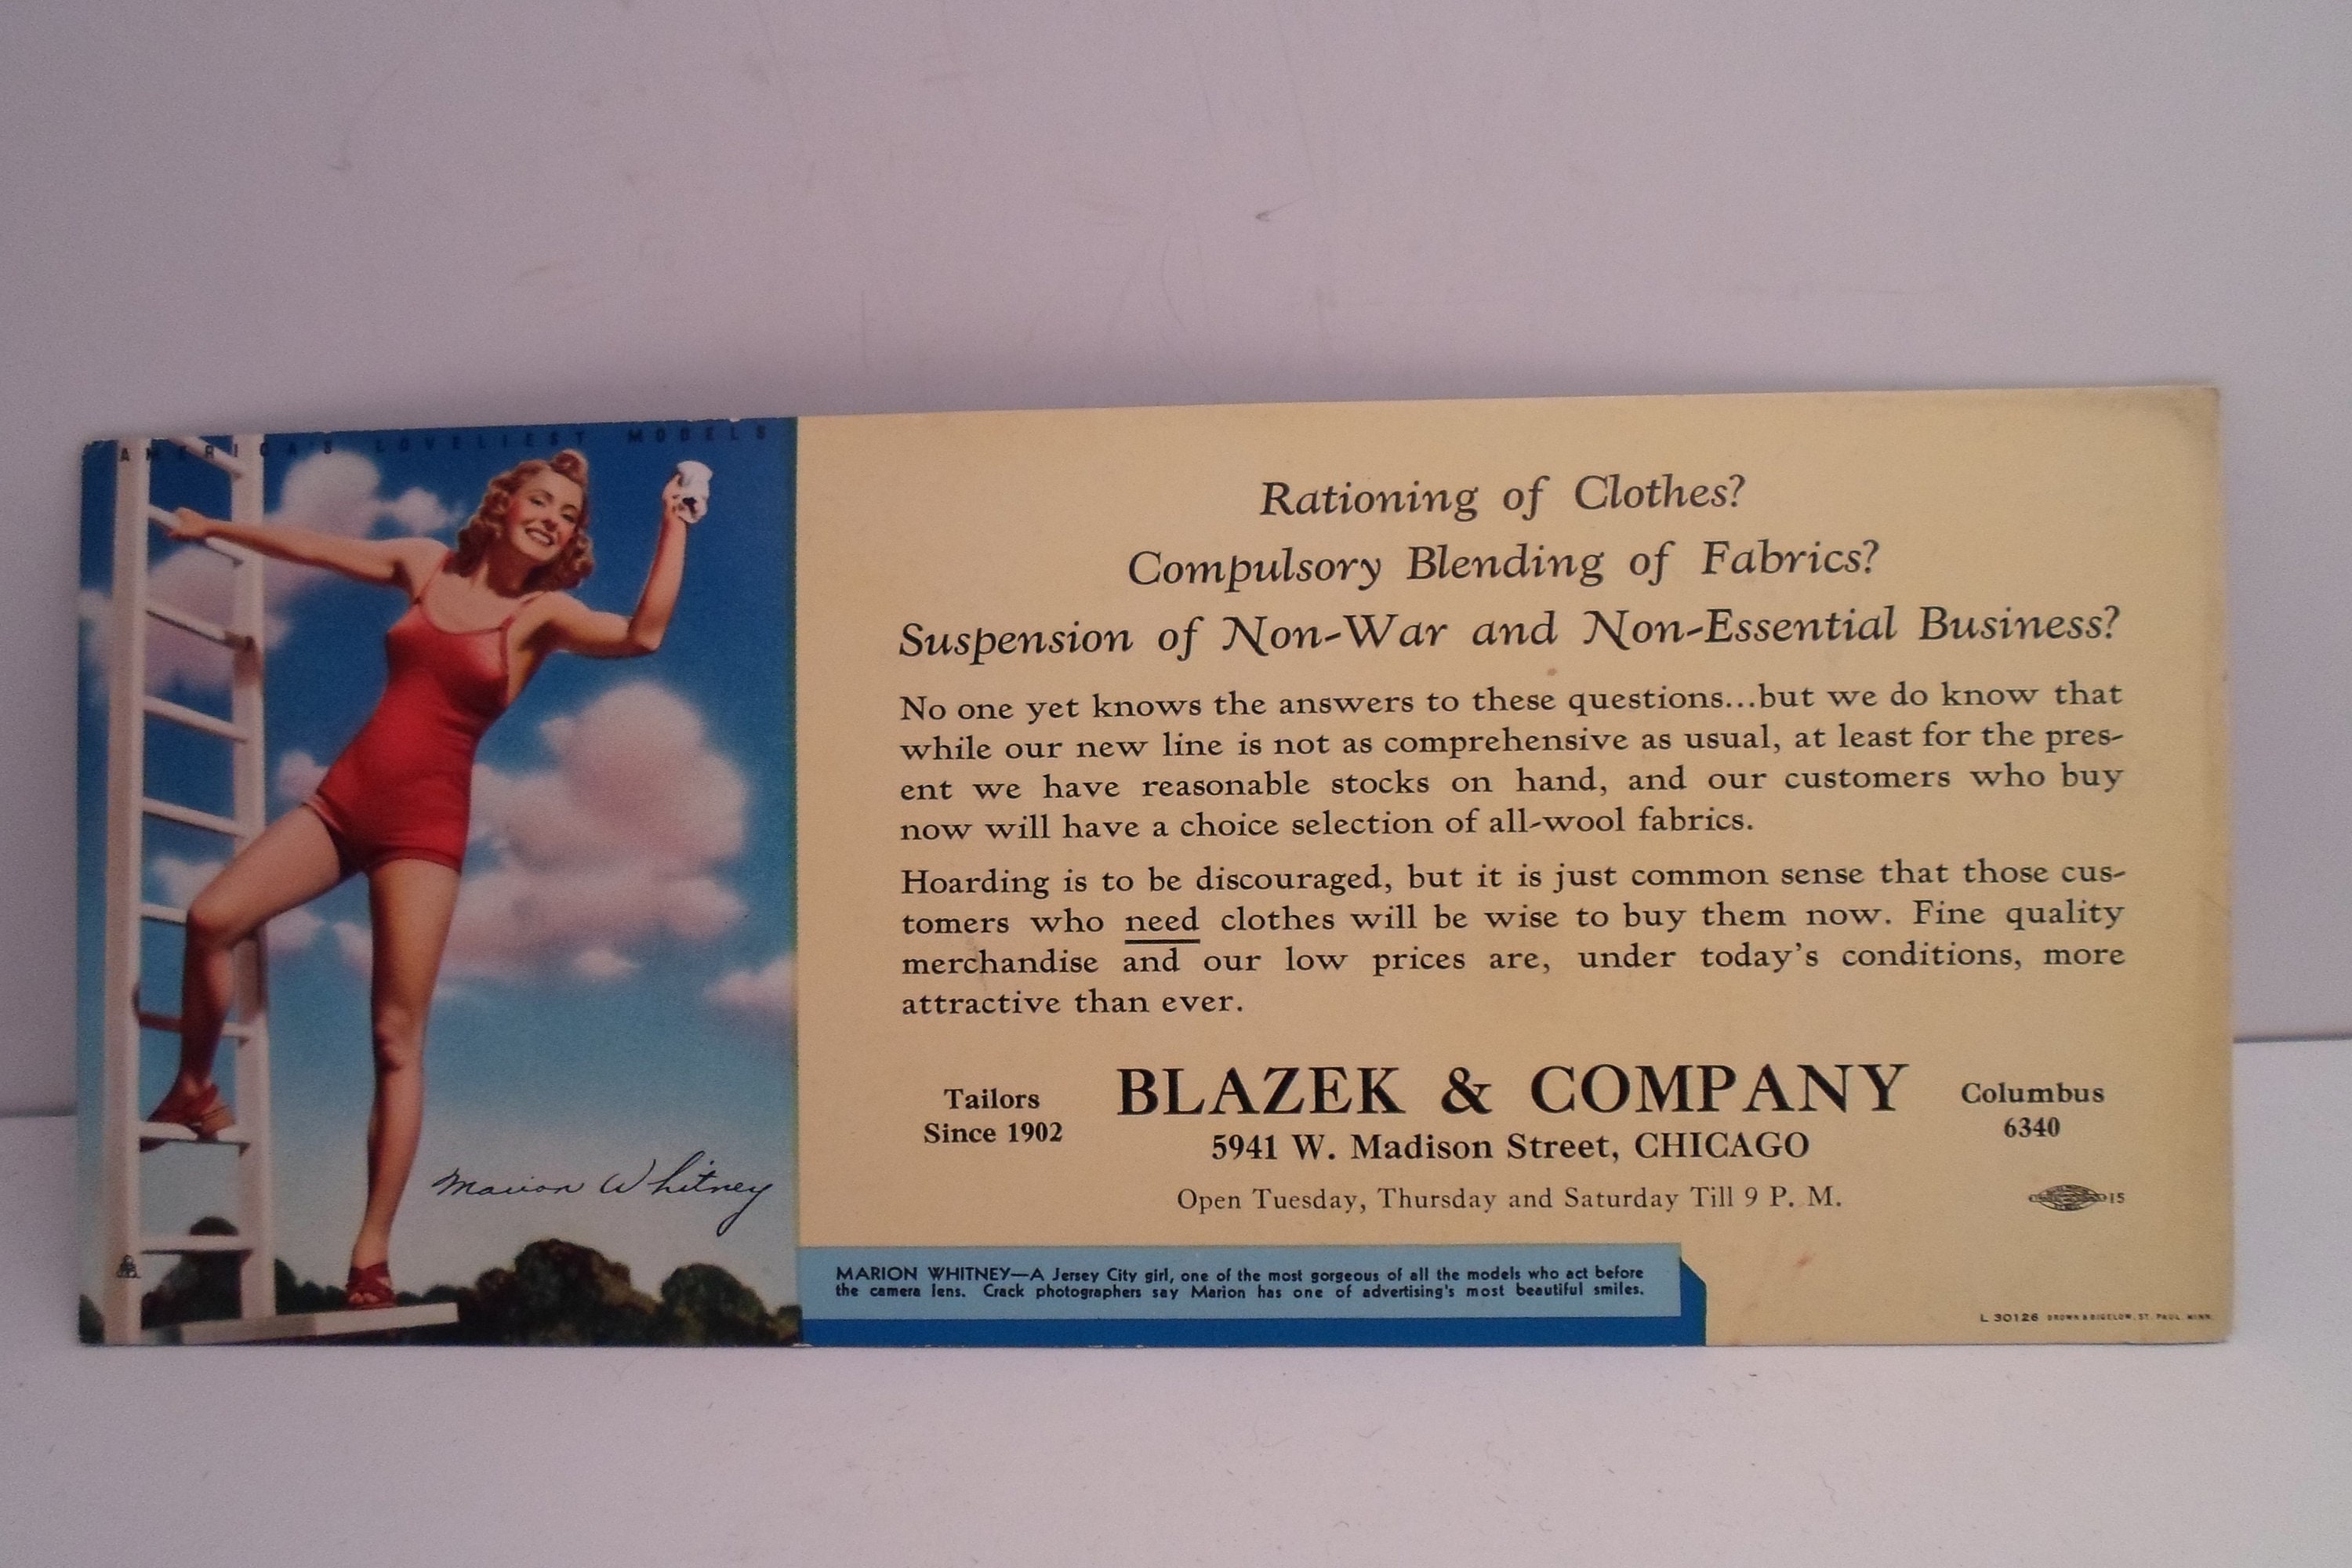 AMERICA'S LOVELIEST MODELS
Marion Whitney
Rationing of Clothes?
Compulsory Blending of Fabrics?
Suspension of Non-War and Non-Essential Business?
No one yet knows the answers to these questions...but we do know that
while our new line is not as comprehensive as usual, at least for the pres-
ent we have reasonable stocks on hand, and our customers who buy
now will have a choice selection of all-wool fabrics.
Hoarding is to be discouraged, but it is just common sense that those cus-
tomers who need clothes will be wise to buy them now. Fine quality
merchandise and our low prices are, under today's conditions, more
attractive than ever.
Tailors
Since 1902
BLAZEK & COMPANY
5941 W. Madison Street, CHICAGO
Open Tuesday, Thursday and Saturday Till 9 P. M.
Columbus
6340
15
MARION WHITNEY—A Jersey City girl, one of the most gorgeous of all the models who act before
the camera lens. Crack photographers say Marion has one of advertising's most beautiful smiles.
L 30126 BROWN & BIGELOW, ST. PAUL, MINN.